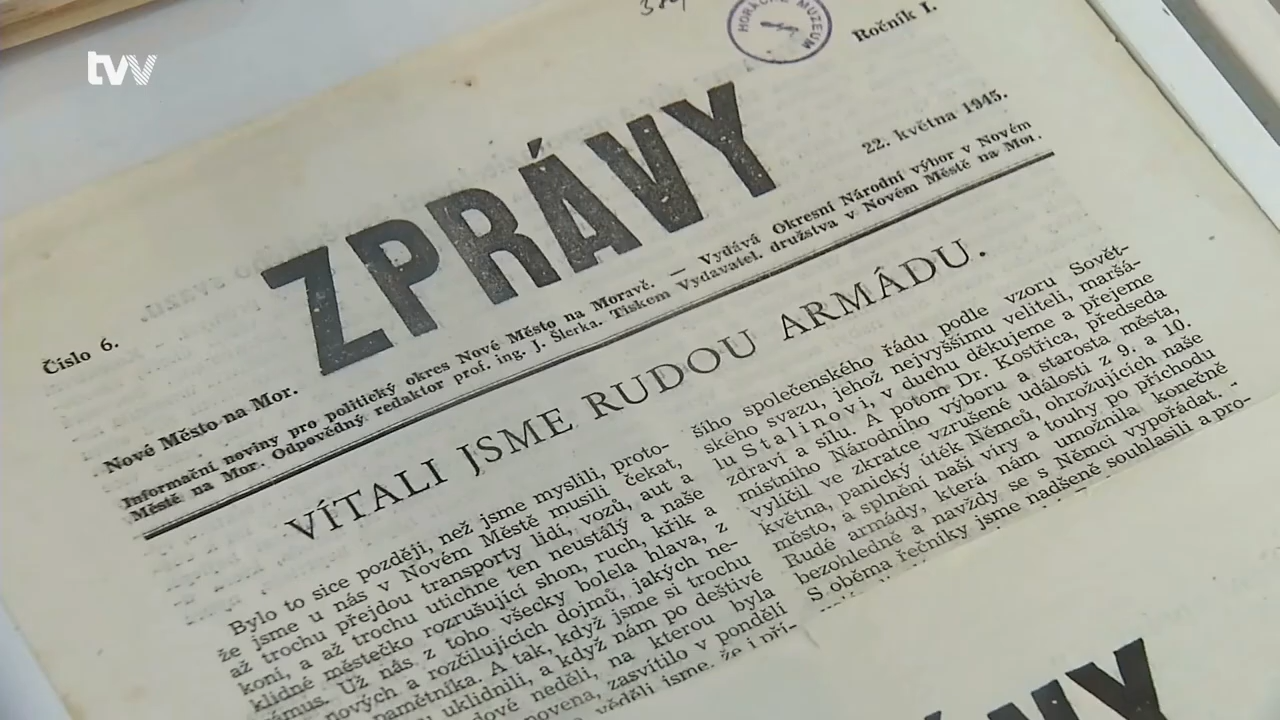 tvv
HORÁCKÉ MUZEUM
Ročník I.
ZPRÁVY
Číslo 6.
22. května 1945.
Nové Město na Mor.
Informační noviny pro politický okres Nové Město na Moravě. — Vydává Okresní Národní výbor v Novém
Městě na Mor. Odpovědný redaktor prof. ing. J. Šlerka. Tiskem Vydavatel. družstva v Novém Městě na Mor.
VÍTALI JSME RUDOU ARMÁDU.
Bylo to sice později, než jsme myslili, proto-
že jsme u nás v Novém Městě musili čekat,
až trochu přejdou transporty lidí, vozů, aut a
koní, a až trochu utichne ten neustálý a naše
klidné městečko rozrušující shon, ruch, křik a
Už nás z toho všecky bolela hlava, z
nových a rozčilujících dojmů, jakých ne-
pamětníka. A tak, když jsme si trochu
uklidnili, a když nám po deštivé
neděli, na kterou byla
zasvítilo v pondělí
věděli jsme, že i při-
šího společenského řádu podle vzoru Sovět-
ského svazu, jehož nejvyššímu veliteli, maršá-
lu Stalinovi, v duchu děkujeme a přejeme
zdraví a sílu. A potom Dr. Kostřica, předseda
místního Národního výboru a starosta města,
vylíčil ve zkratce vzrušené události z 9. a 10.
května, panický útěk Němců, ohrožujících naše
město, a splnění naší víry a touhy po příchodu
Rudé armády, která nám umožnila konečné
bezohledně a navždy se s Němci vypořádat.
S oběma řečníky jsme nadšeně souhlasili a pro-